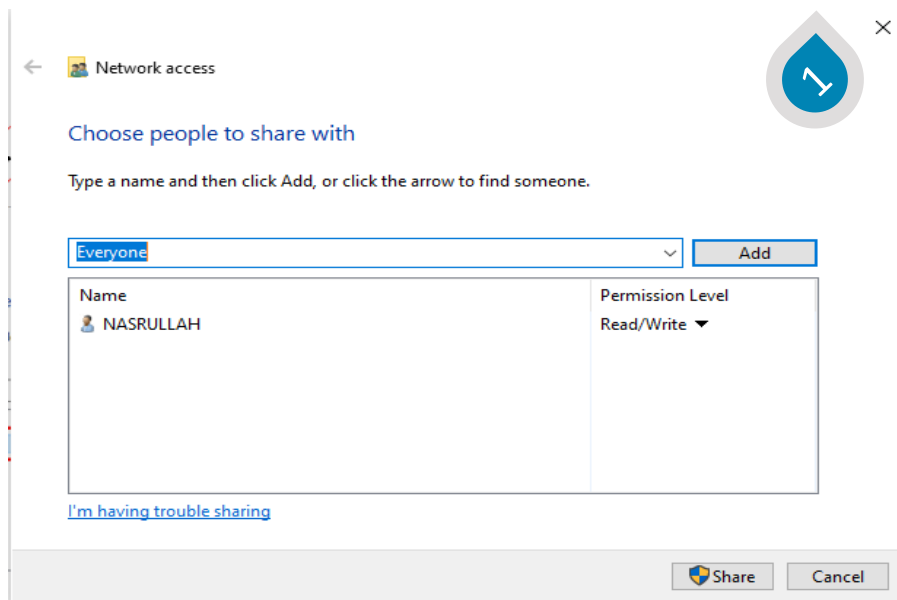 1
Network access
Choose people to share with
Type a name and then click Add, or click the arrow to find someone.
Everyone
Add
Name Permission Level
NASRULLAH Read/Write
I'm having trouble sharing
Share Cancel